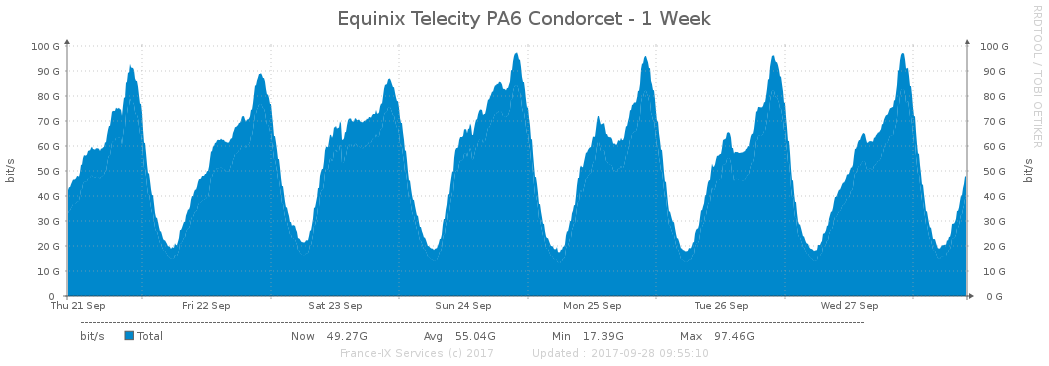 Equinix Telecity PA6 Condorcet - 1 Week
RRDTOOL / TOBI OETIKER
bit/s
100 G
90 G
80 G
70 G
60 G
50 G
40 G
30 G
20 G
10 G
0
100 G
90 G
80 G
70 G
60 G
50 G
40 G
30 G
20 G
10 G
0 G
bit/s
Thu 21 Sep Fri 22 Sep Sat 23 Sep Sun 24 Sep Mon 25 Sep Tue 26 Sep Wed 27 Sep
bit/s Total Now 49.27G Avg 55.04G Min 17.39G Max 97.46G
France-IX Services (c) 2017 Updated : 2017-09-28 09:55:10